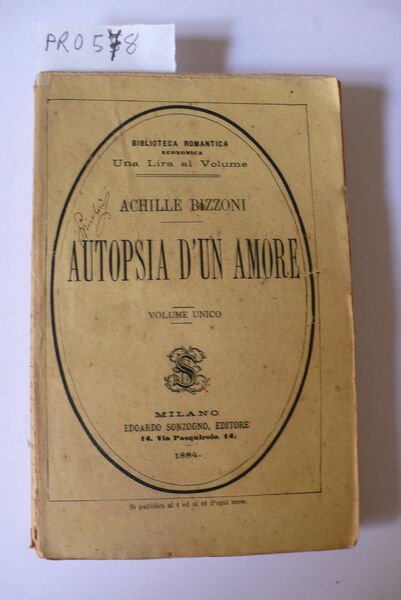 PRO578
BIBLIOTECA ROMANTICA
ECONOMICA
Una Lira al Volume
ACHILLE BIZZONI
AUTOPSIA D'UN AMORE
VOLUME UNICO
MILANO
EDOARDO SONZOGNO, EDITORE
14. Via Pasquirolo. 14.
1884.
Si pubblica al 1 ed al 16 d'ogni mese.